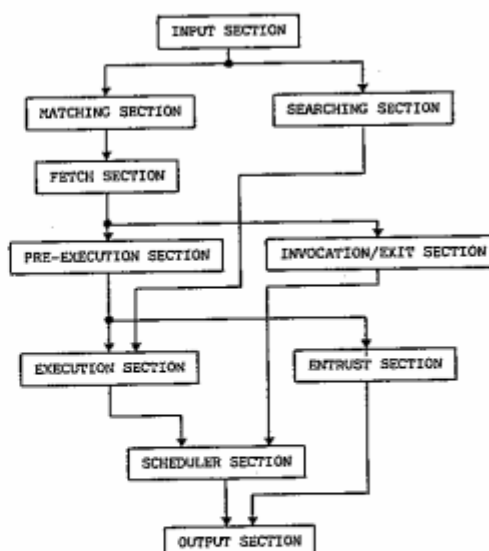 INPUT SECTION
MATCHING SECTION
SEARCHING SECTION
FETCH SECTION
PRE-EXECUTION SECTION
INVOCATION/EXIT SECTION
EXECUTION SECTION
ENTRUST SECTION
SCHEDULER SECTION
OUTPUT SECTION